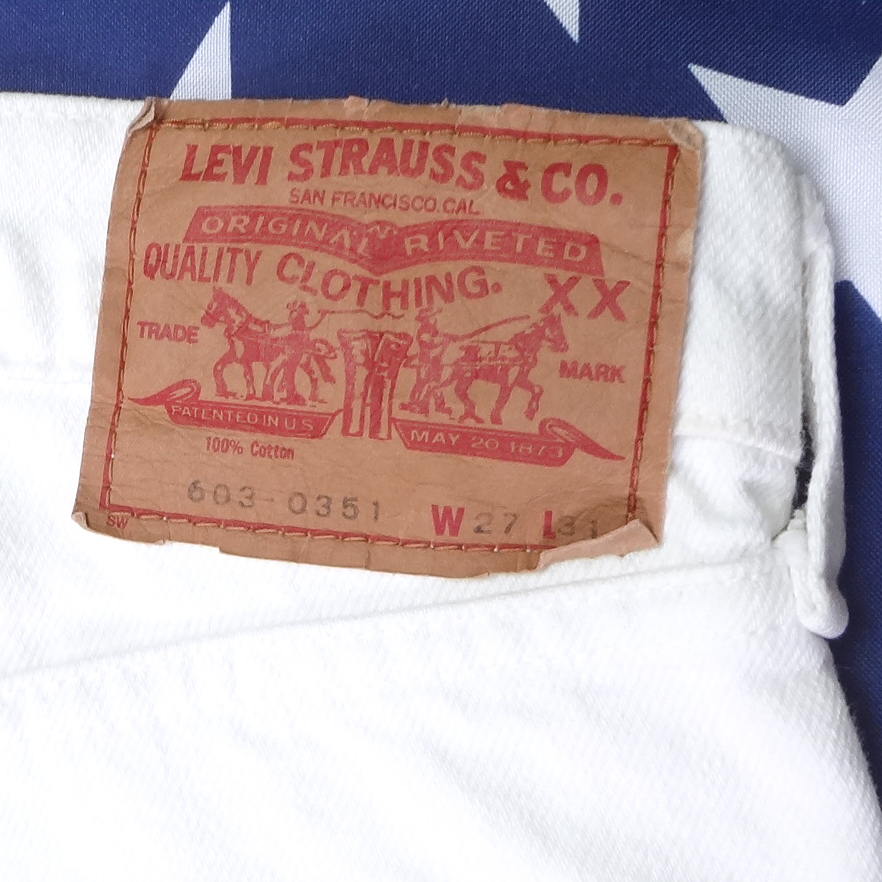 LEVI STRAUSS & CO.
SAN FRANCISCO.CAL
ORIGINAL RIVETED
QUALITY CLOTHING. XX
TRADE MARK
PATENTED IN U.S MAY 20 1873
100% Cotton
603-0351 W27 L31
SW